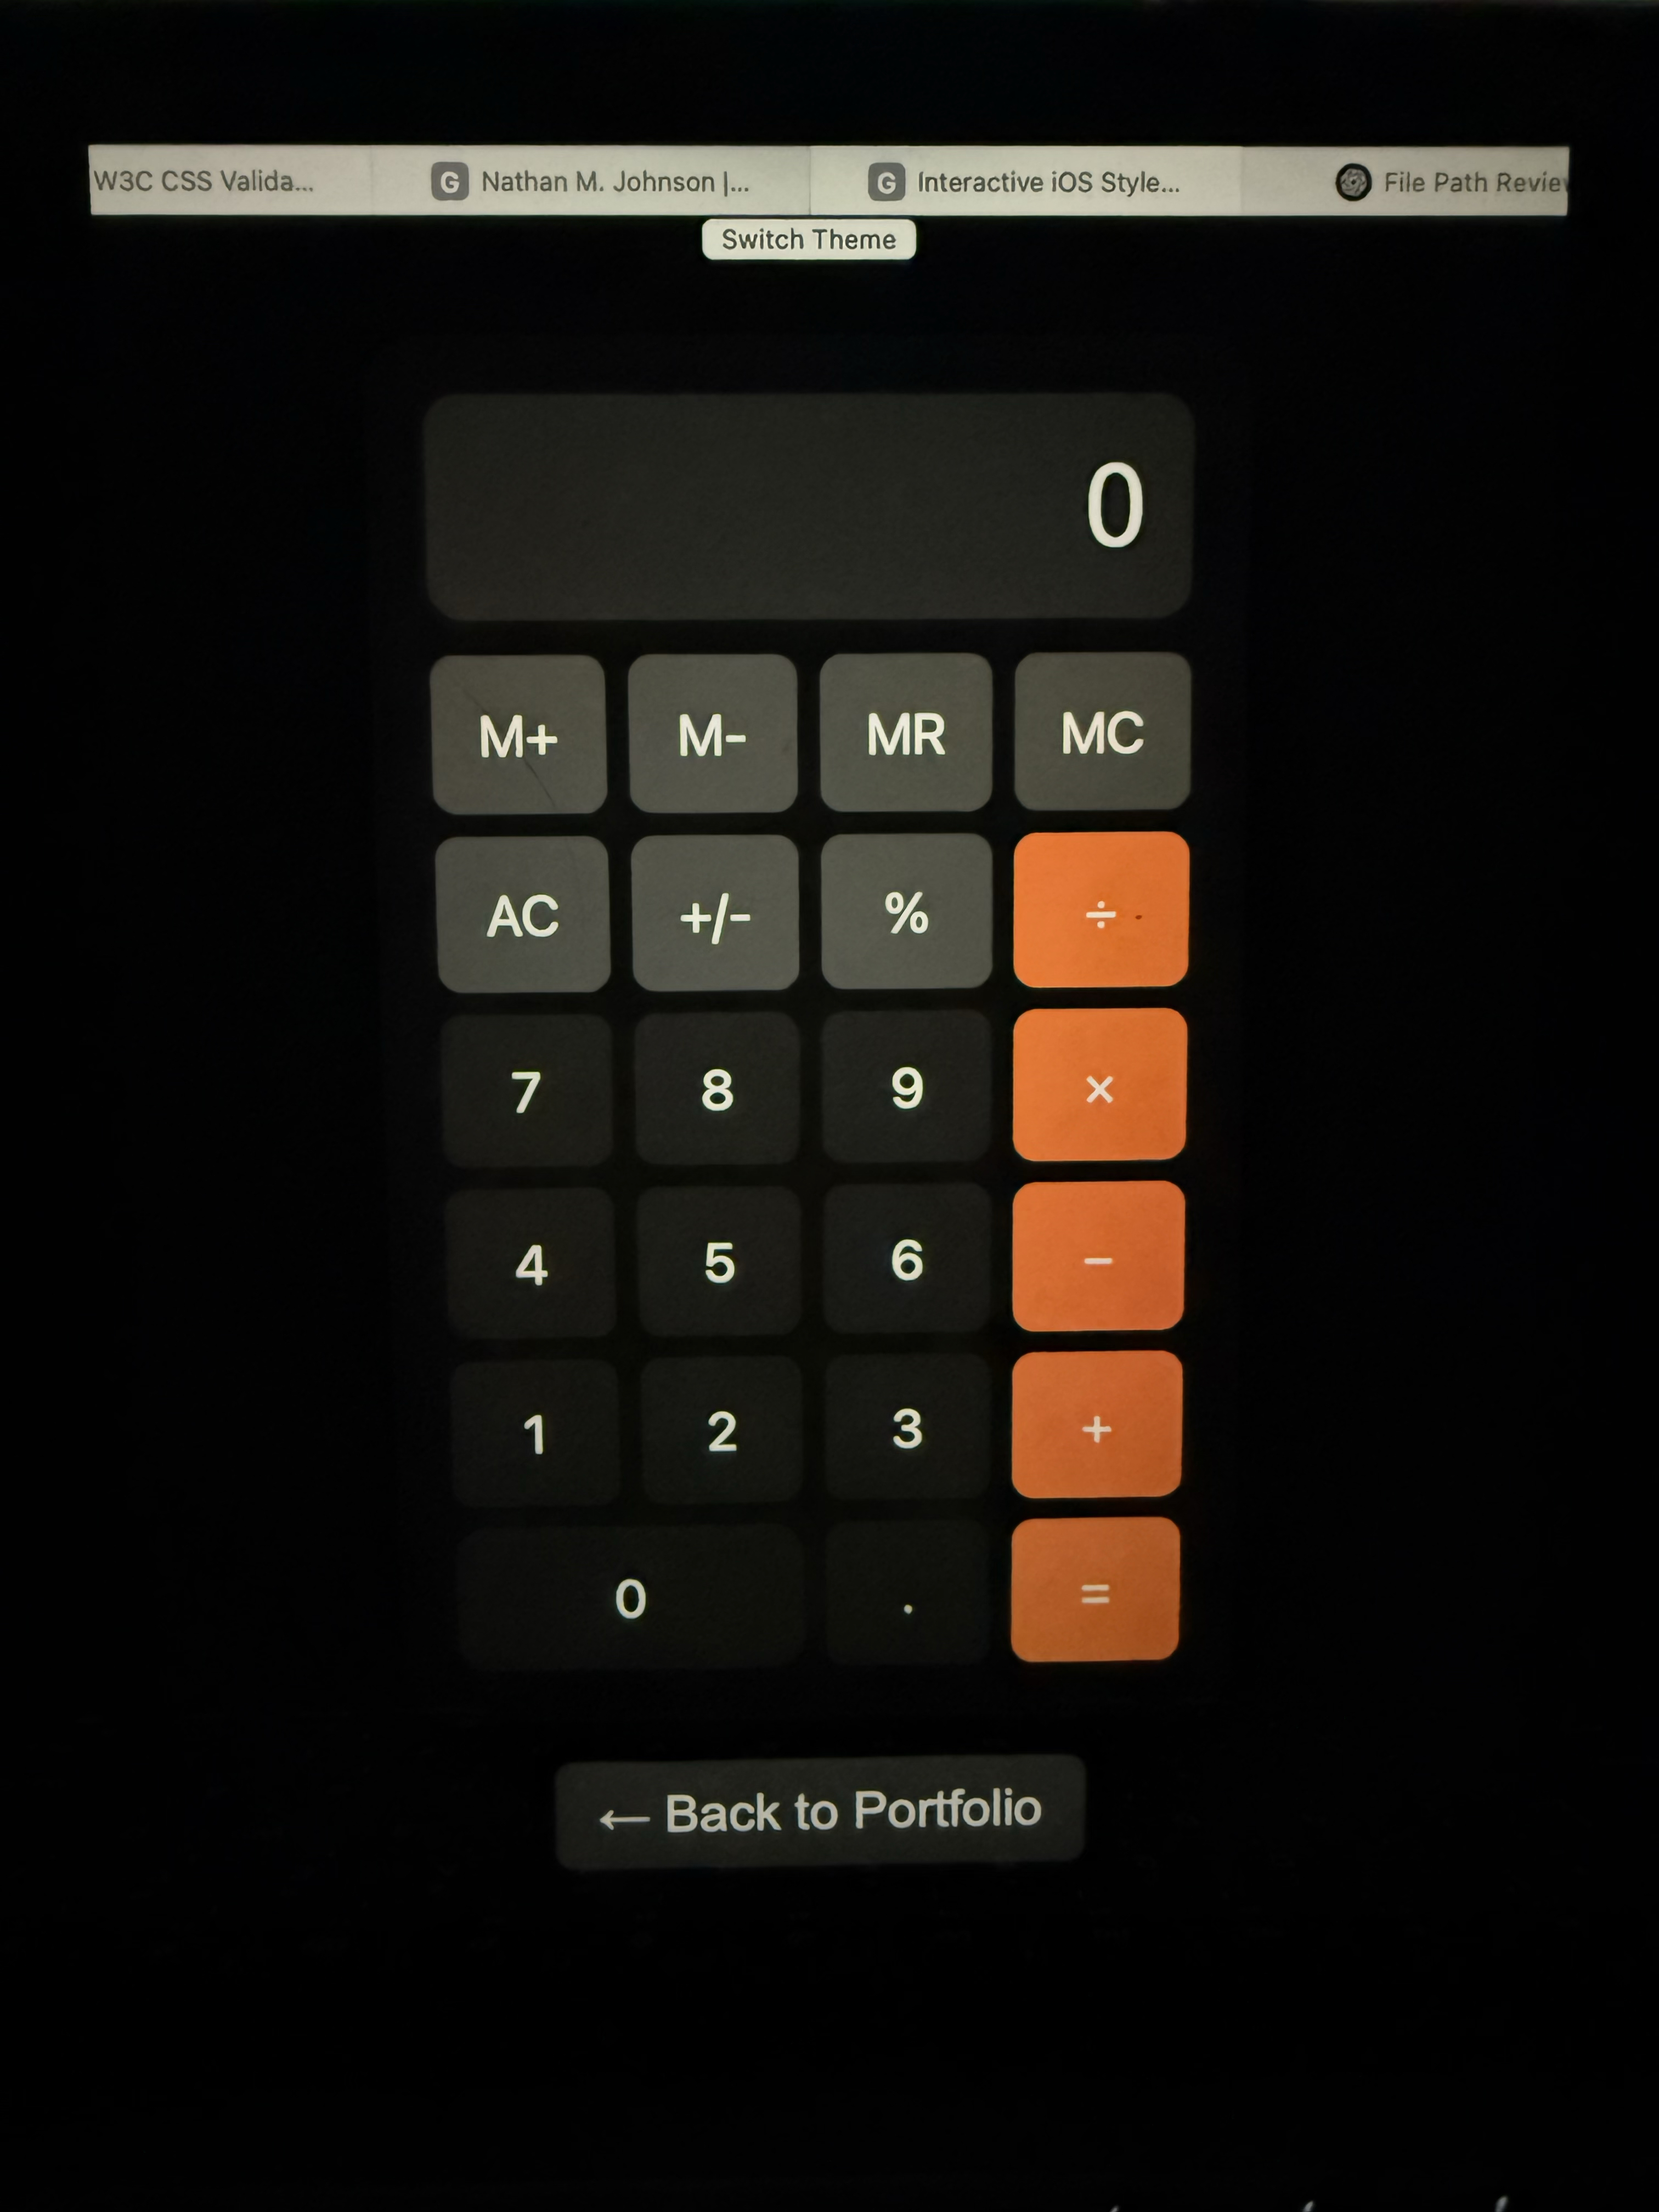 W3C CSS Valida... G Nathan M. Johnson |... G Interactive iOS Style... File Path Revie
Switch Theme
0
M+ M- MR MC
AC +/- % ÷
7 8 9 ×
4 5 6 −
1 2 3 +
0 . =
← Back to Portfolio